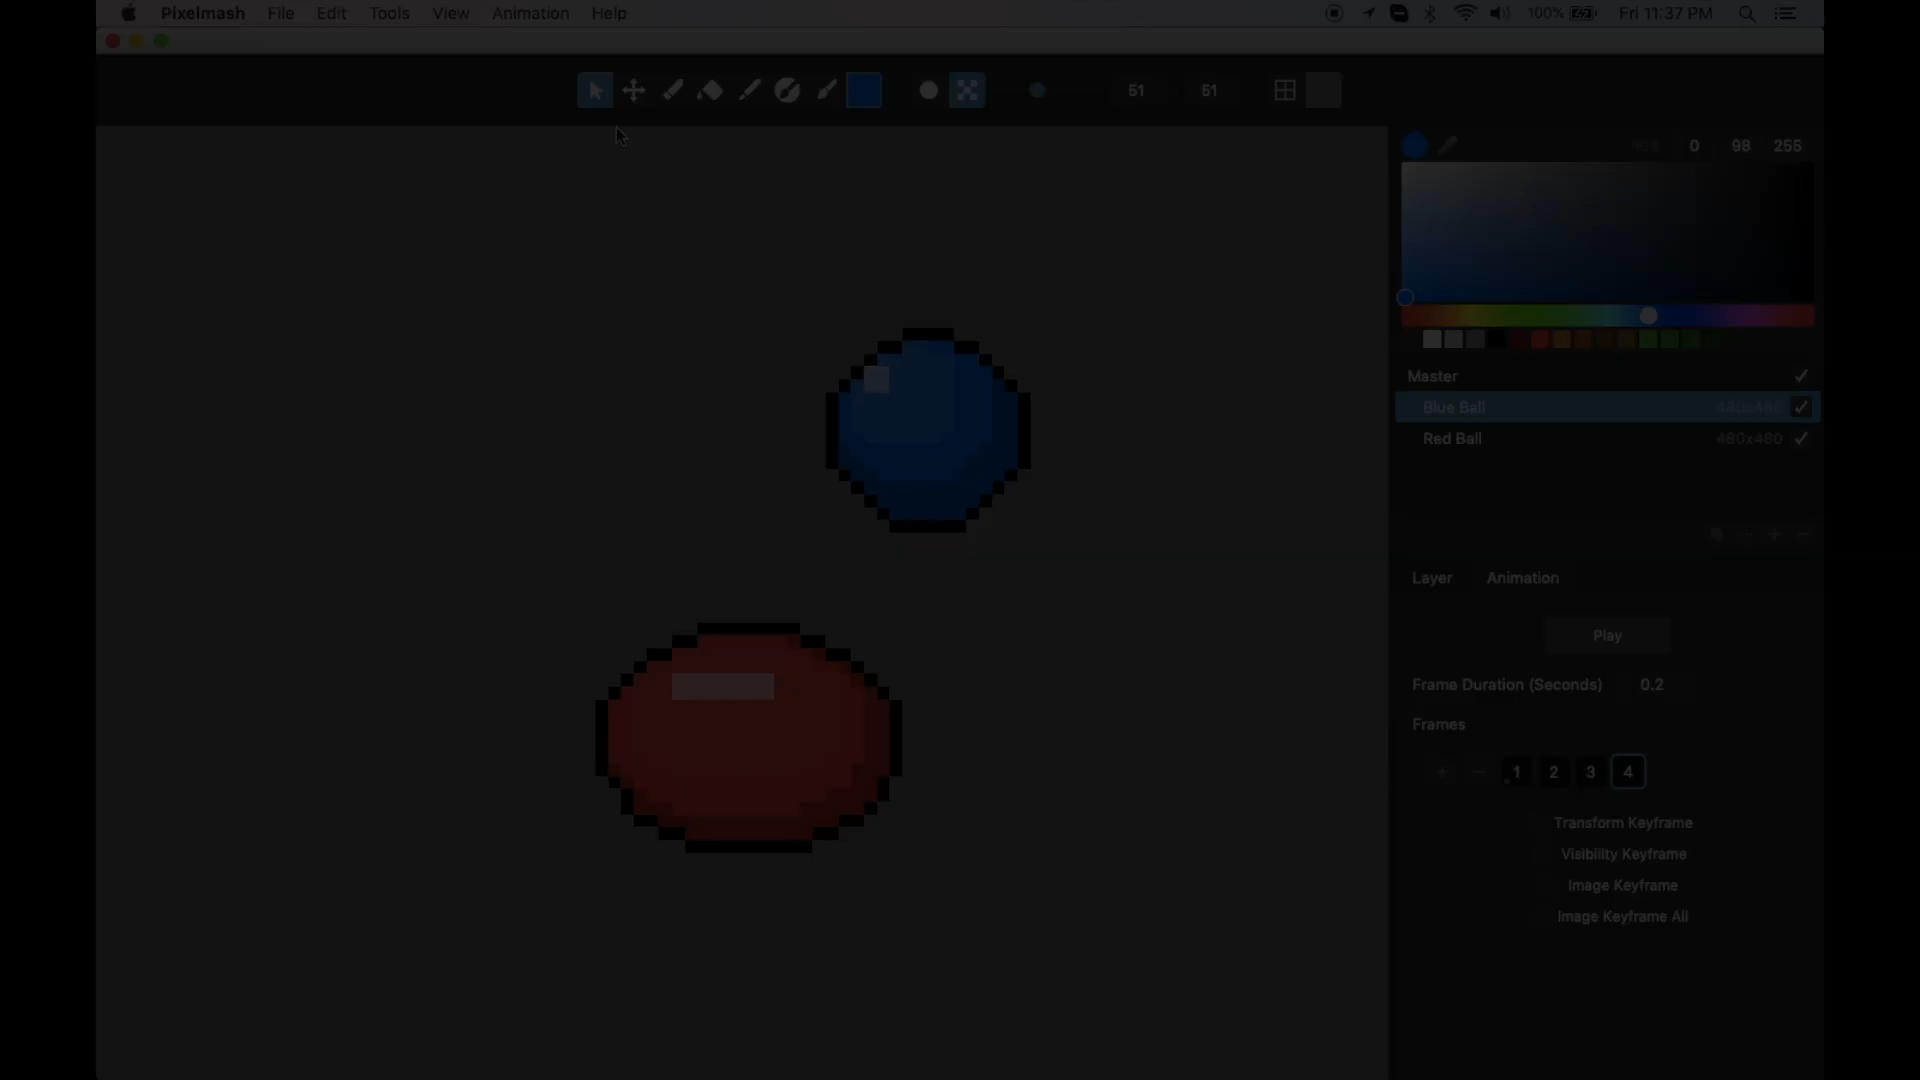 Pixelmash File Edit Tools View Animation Help 100% Fri 11:37 PM
51 51
0 98 255
Master
Blue Ball 480x480
Red Ball 480x480
Layer Animation
Play
Frame Duration (Seconds) 0.2
Frames
+ − 1 2 3 4
Transform Keyframe
Visibility Keyframe
Image Keyframe
Image Keyframe All